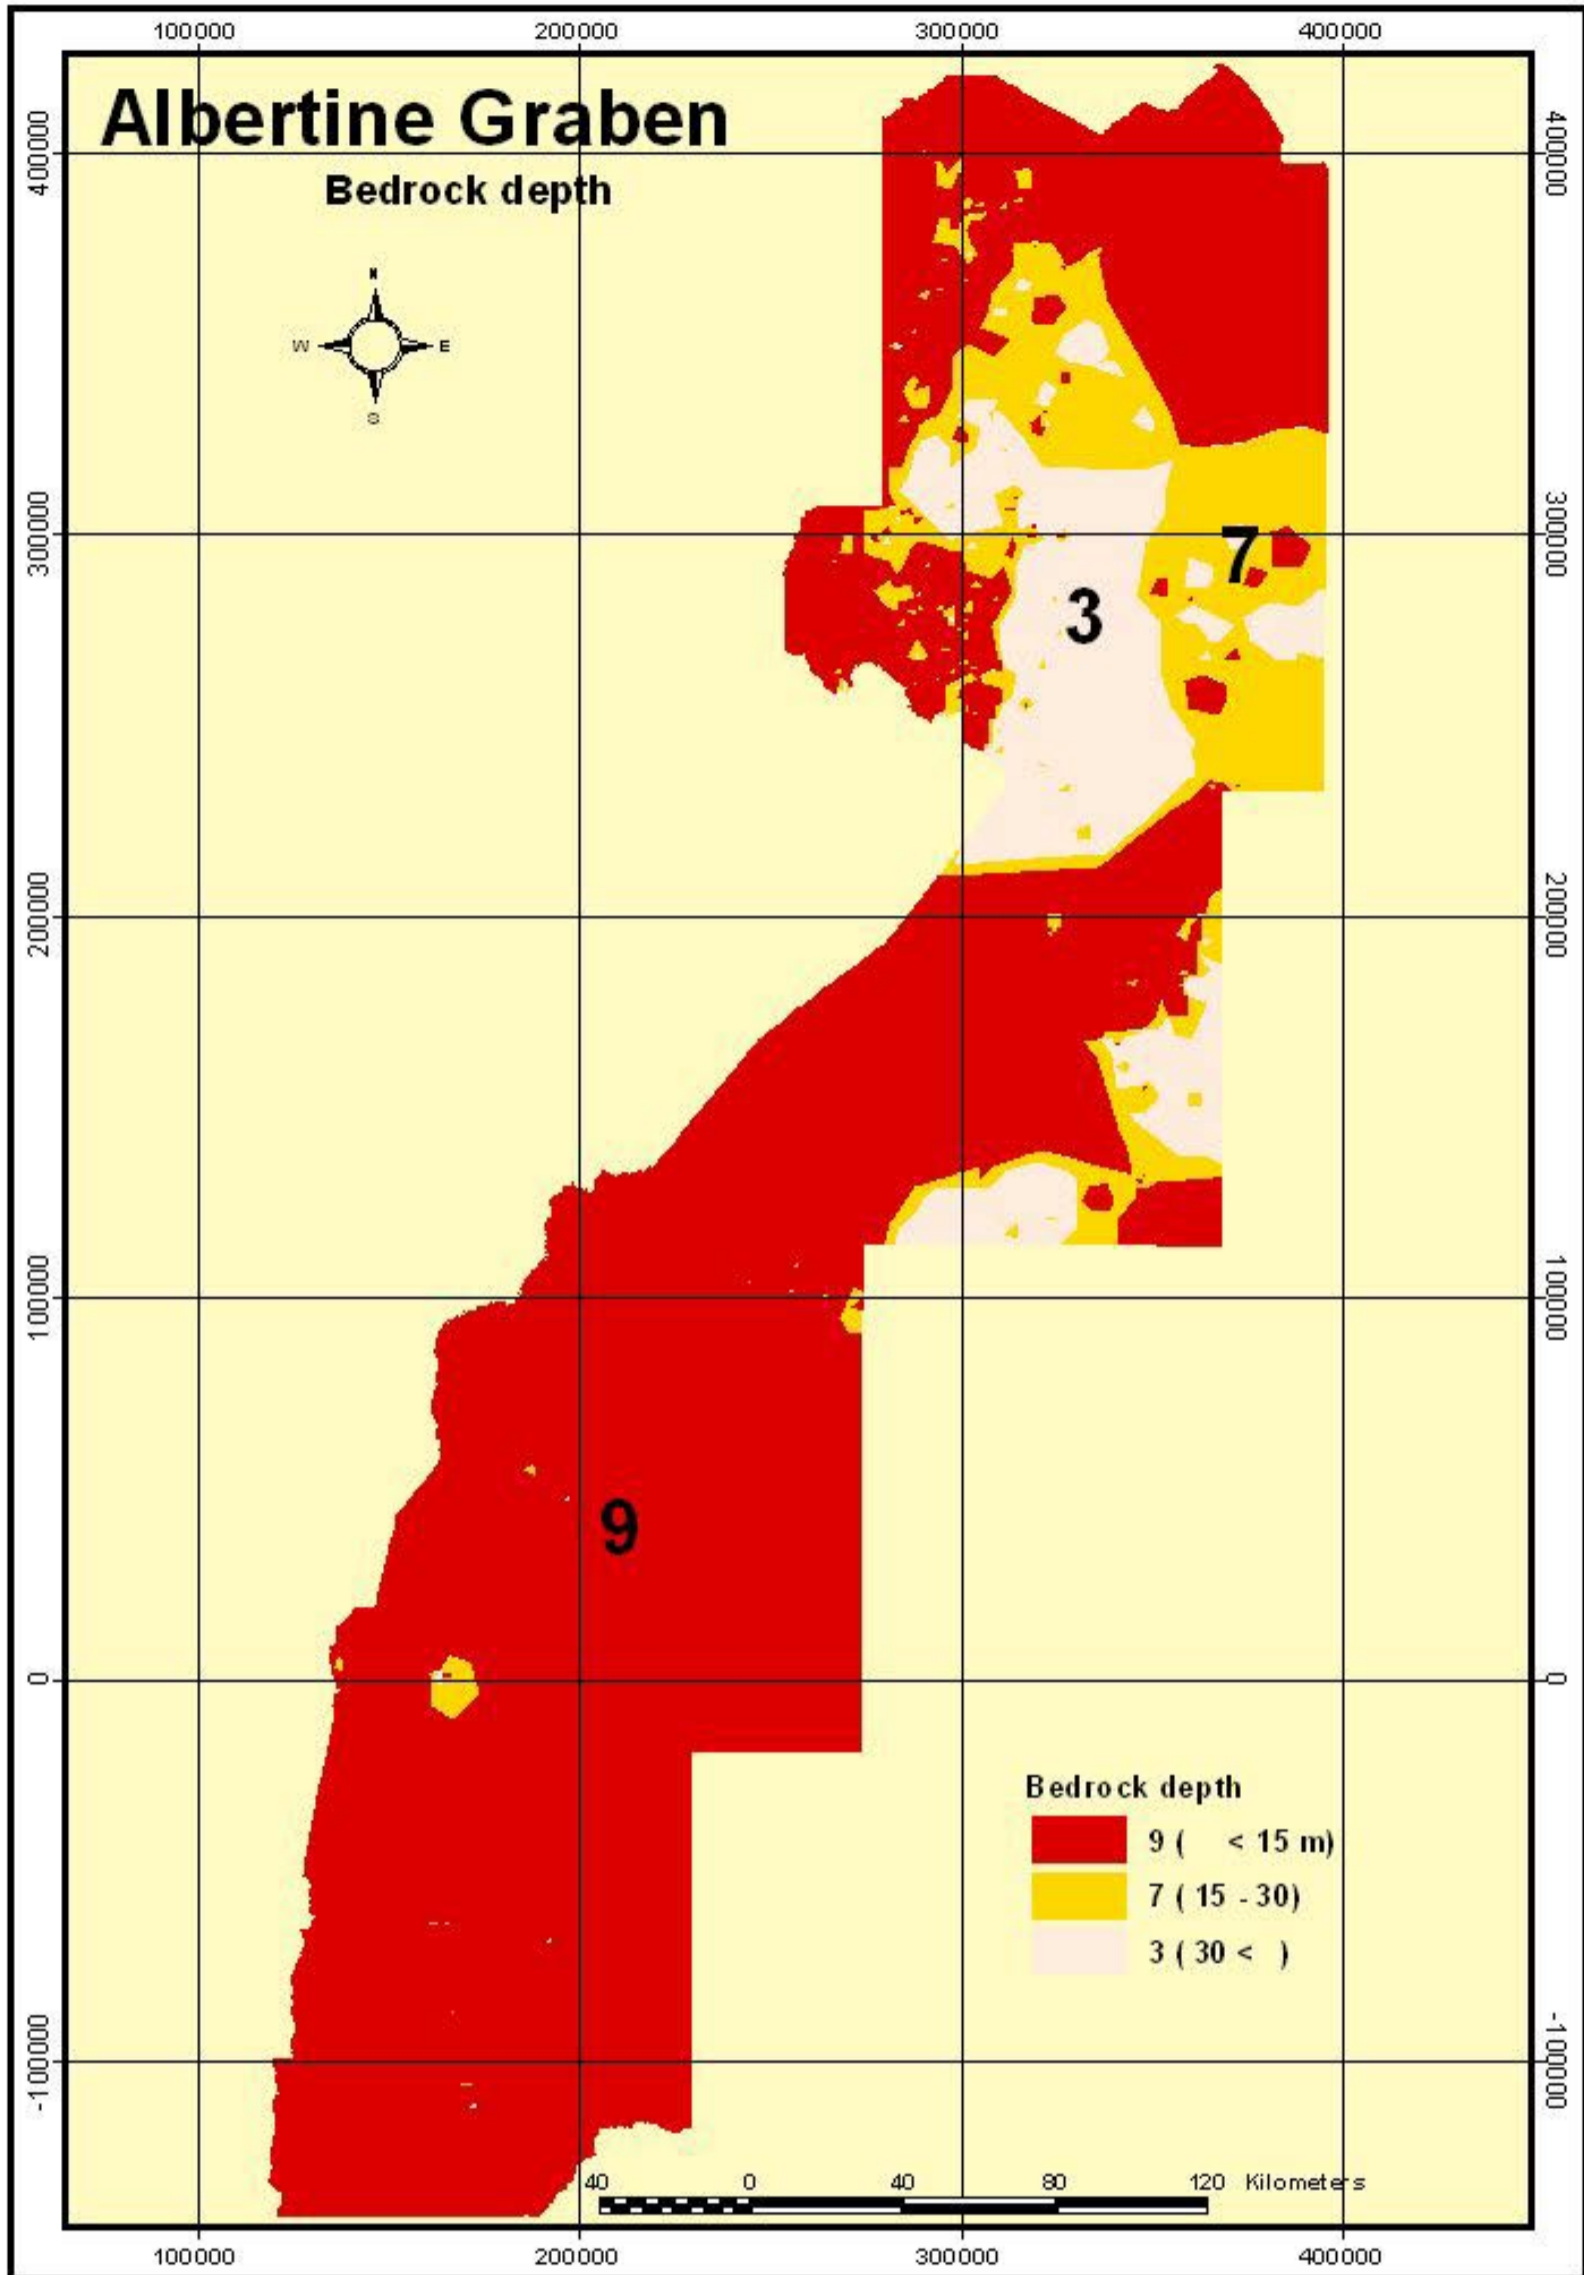 100000 200000 300000 400000
Albertine Graben
Bedrock depth
N
W E
S
400000 400000
300000 300000
7
3
200000 200000
100000 100000
9
0 0
Bedrock depth
9 ( < 15 m)
7 ( 15 - 30)
3 ( 30 < )
-100000 -100000
40 0 40 80 120 Kilometers
100000 200000 300000 400000